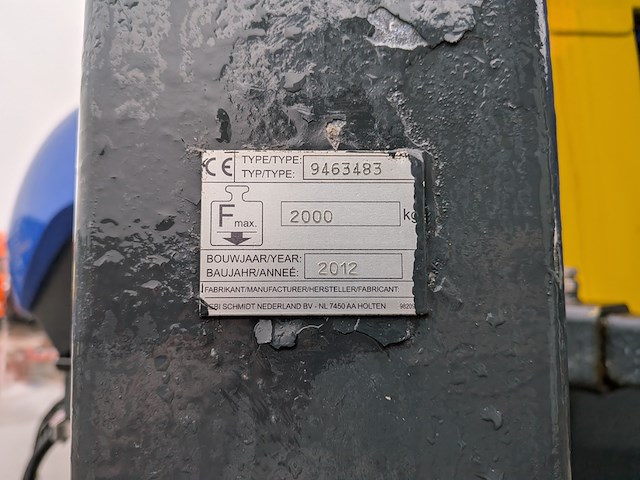 CE TYPE/TYPE:
TYP/TYPE: 9463483
F max. 2000 kg
BOUWJAAR/YEAR:
BAUJAHR/ANNEÉ: 2012
FABRIKANT/MANUFACTURER/HERSTELLER/FABRICANT:
SCHMIDT NEDERLAND BV - NL 7450 AA HOLTEN